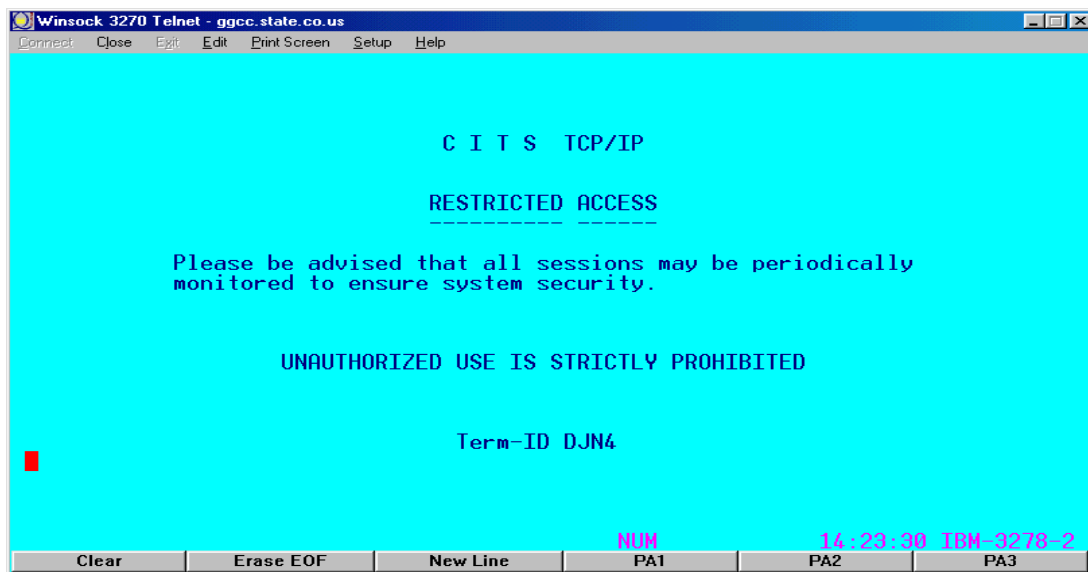 Winsock 3270 Telnet - ggcc.state.co.us
Connect Close Exit Edit Print Screen Setup Help
C I T S TCP/IP
RESTRICTED ACCESS
---------- ------
Please be advised that all sessions may be periodically
monitored to ensure system security.
UNAUTHORIZED USE IS STRICTLY PROHIBITED
Term-ID DJN4
NUM 14:23:30 IBM-3278-2
Clear Erase EOF New Line PA1 PA2 PA3